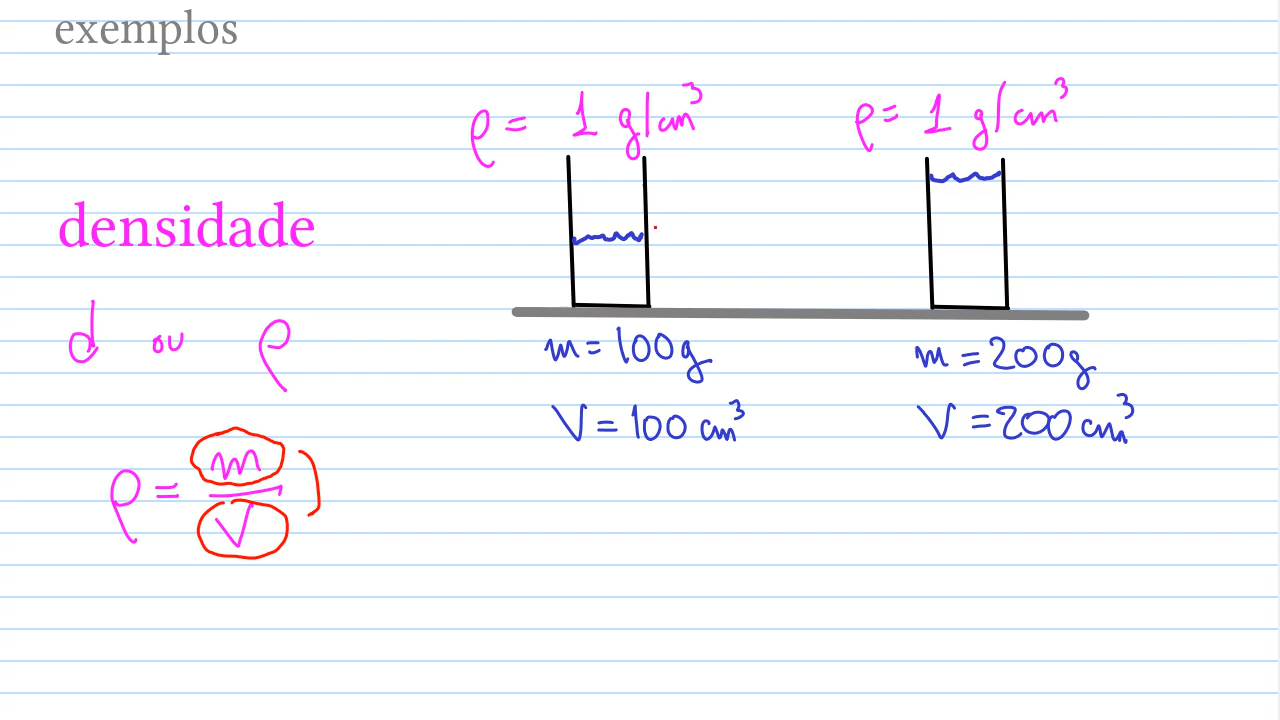 exemplos
ρ = 1 g/cm³
ρ = 1 g/cm³
densidade
d ou ρ
m = 100g
m = 200g
V = 100 cm³
V = 200 cm³
ρ = m/V